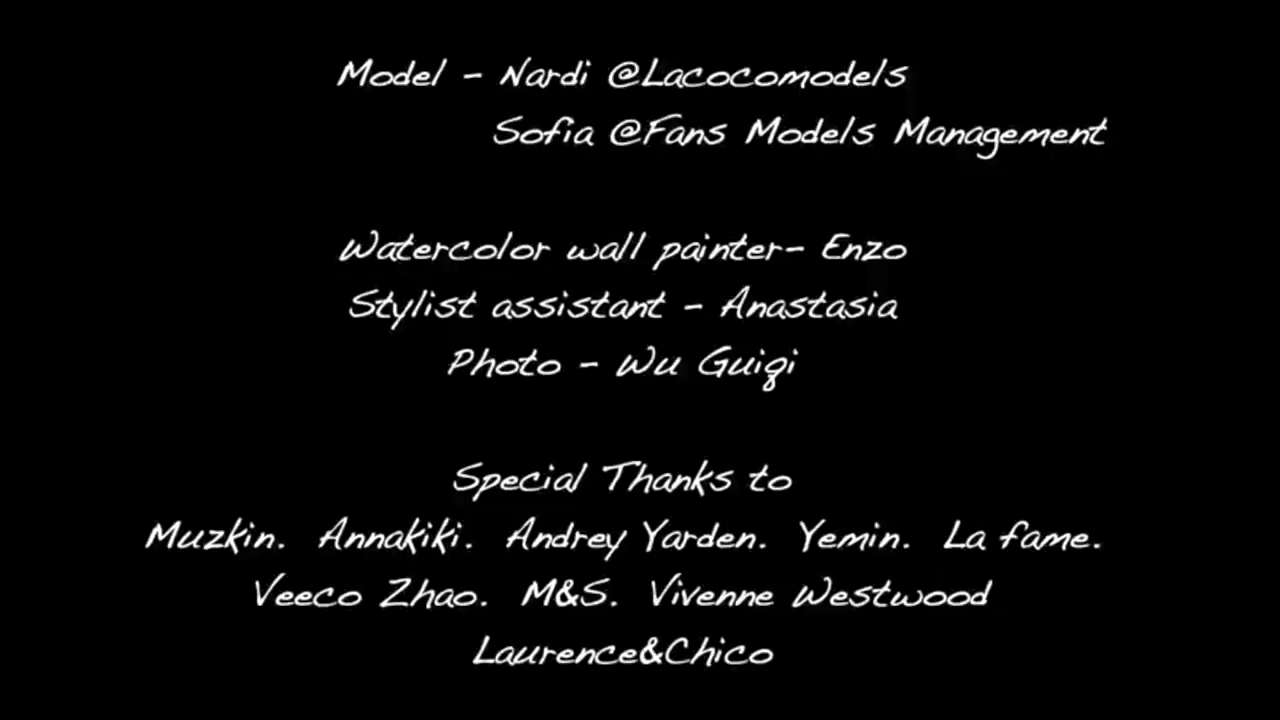 Model - Nardi @Lacocomodels
Sofia @Fans Models Management
Watercolor wall painter- Enzo
Stylist assistant - Anastasia
Photo - Wu Guiqi
Special Thanks to
Muzkin. Annakiki. Andrey Yarden. Yemin. La fame.
Veeco Zhao. M&S. Vivenne Westwood
Laurence&Chico